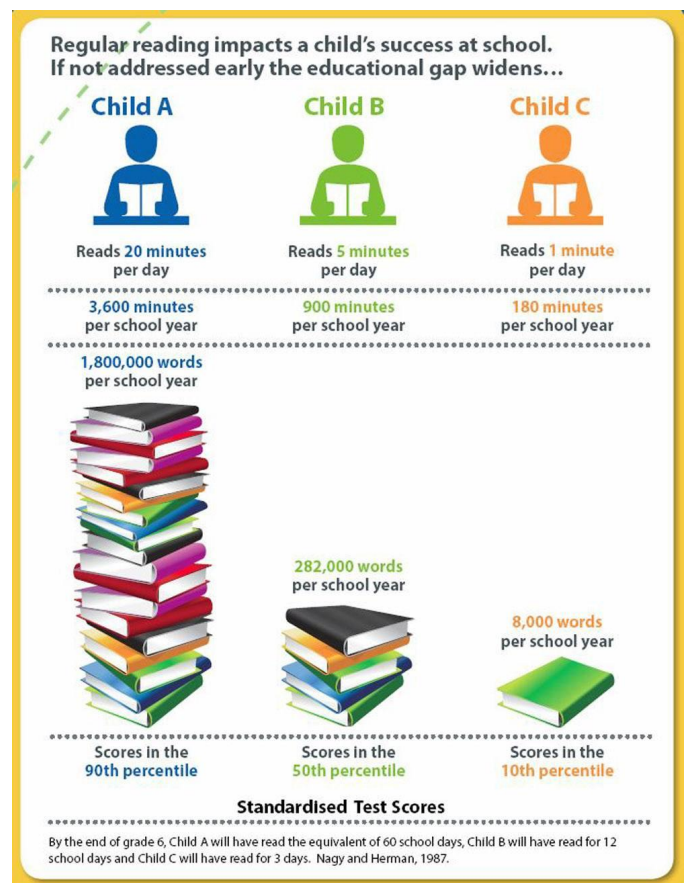 Regular reading impacts a child's success at school.
If not addressed early the educational gap widens...
Child A
Child B
Child C
Reads 20 minutes
per day
Reads 5 minutes
per day
Reads 1 minute
per day
3,600 minutes
per school year
900 minutes
per school year
180 minutes
per school year
1,800,000 words
per school year
282,000 words
per school year
8,000 words
per school year
Scores in the
90th percentile
Scores in the
50th percentile
Scores in the
10th percentile
Standardised Test Scores
By the end of grade 6, Child A will have read the equivalent of 60 school days, Child B will have read for 12
school days and Child C will have read for 3 days. Nagy and Herman, 1987.